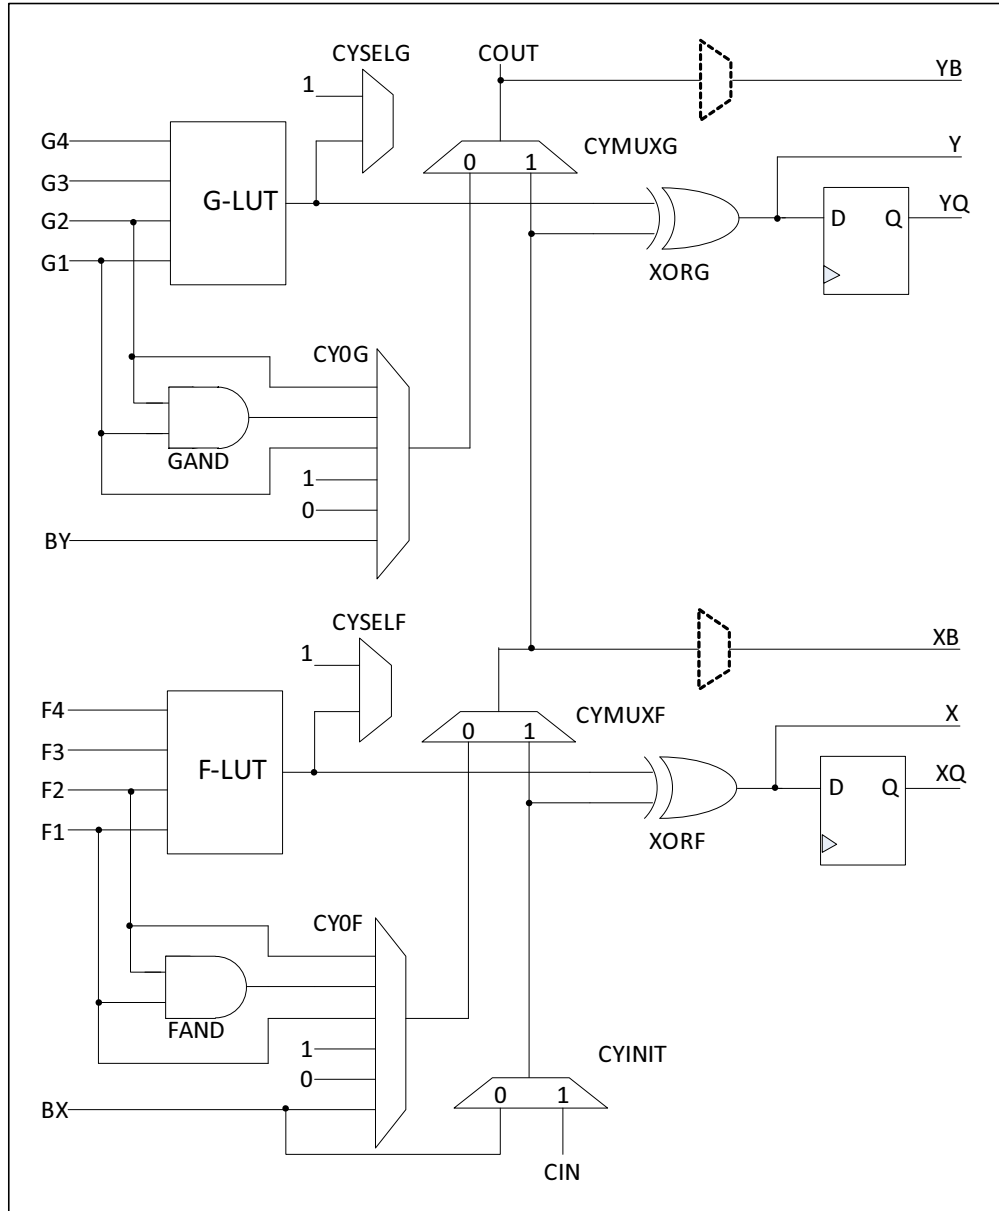 CYSELG
COUT
1
YB
G4
CYMUXG
0 1
Y
G3
G-LUT
G2
D Q
YQ
G1
XORG
CY0G
GAND
1
0
BY
CYSELF
1
XB
F4
CYMUXF
0 1
X
F3
F-LUT
F2
D Q
XQ
F1
XORF
CY0F
FAND
1
CYINIT
0
BX
0 1
CIN